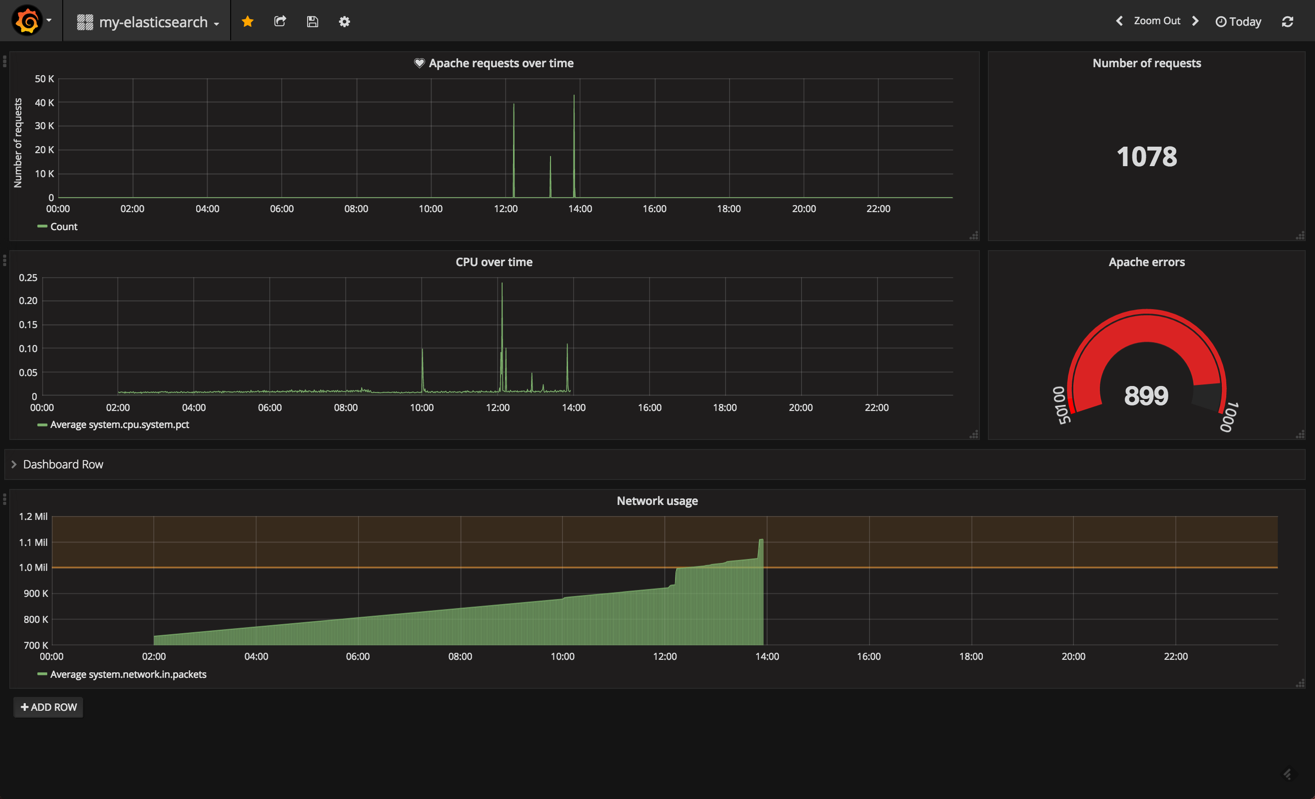 my-elasticsearch
Zoom Out
Today
Apache requests over time
Number of requests
50 K
40 K
30 K
20 K
10 K
0
Number of requests
00:00 02:00 04:00 06:00 08:00 10:00 12:00 14:00 16:00 18:00 20:00 22:00
Count
1078
CPU over time
0.25
0.20
0.15
0.10
0.05
0
00:00 02:00 04:00 06:00 08:00 10:00 12:00 14:00 16:00 18:00 20:00 22:00
Average system.cpu.system.pct
Apache errors
899
50100
1000
Dashboard Row
Network usage
1.2 Mil
1.1 Mil
1.0 Mil
900 K
800 K
700 K
00:00 02:00 04:00 06:00 08:00 10:00 12:00 14:00 16:00 18:00 20:00 22:00
Average system.network.in.packets
+ ADD ROW